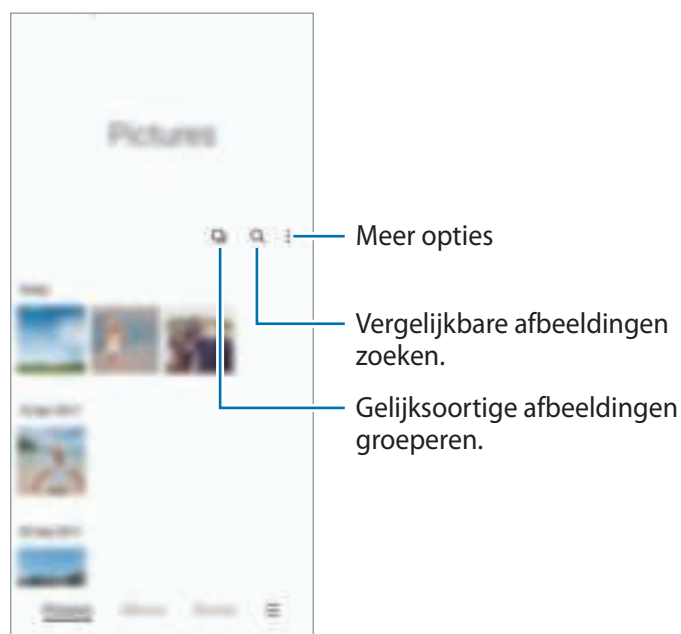 Pictures
Meer opties
Vergelijkbare afbeeldingen
zoeken.
Gelijksoortige afbeeldingen
groeperen.